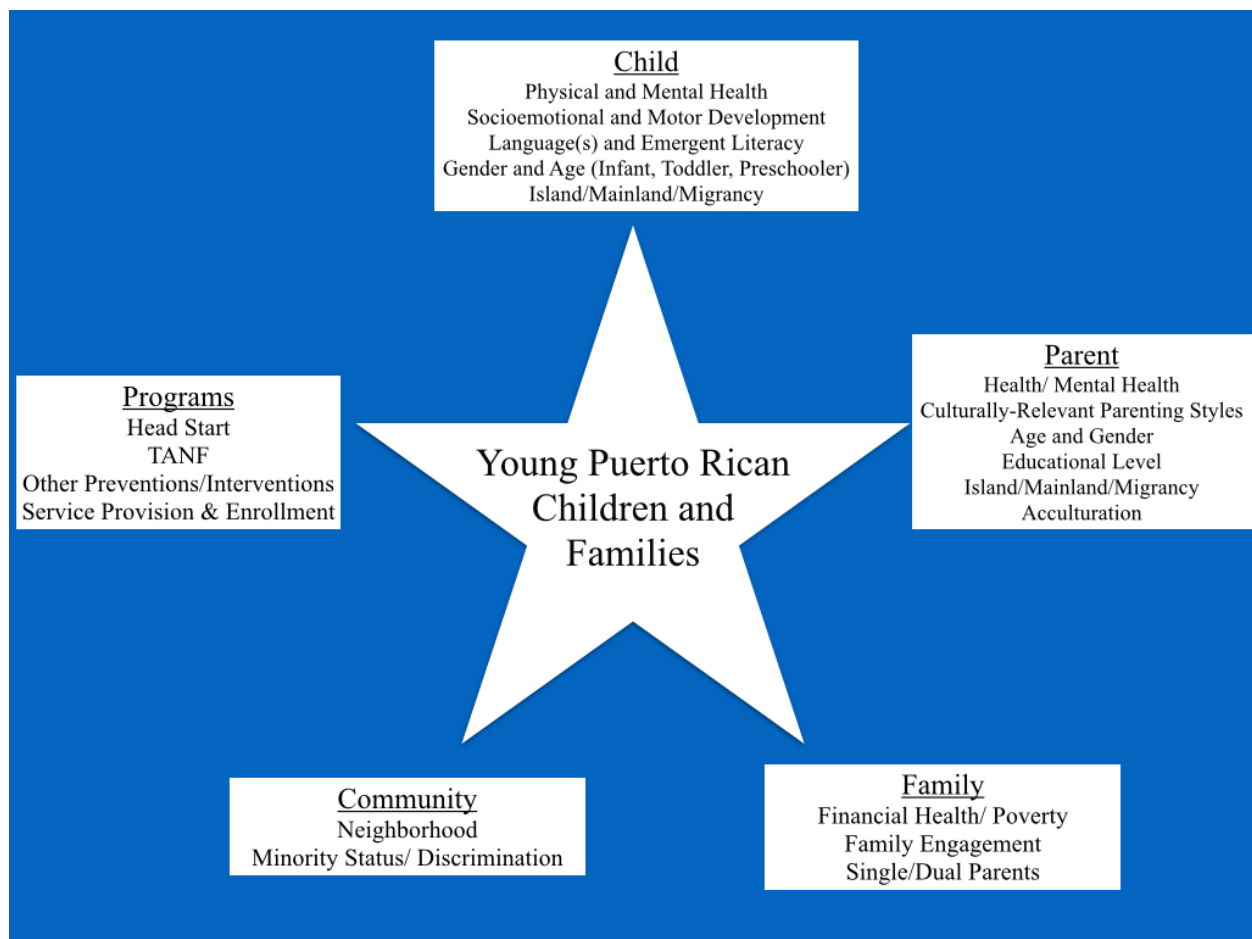 Child
Physical and Mental Health
Socioemotional and Motor Development
Language(s) and Emergent Literacy
Gender and Age (Infant, Toddler, Preschooler)
Island/Mainland/Migrancy
Parent
Health/ Mental Health
Culturally-Relevant Parenting Styles
Age and Gender
Educational Level
Island/Mainland/Migrancy
Acculturation
Programs
Head Start
TANF
Other Preventions/Interventions
Service Provision & Enrollment
Young Puerto Rican
Children and
Families
Community
Neighborhood
Minority Status/ Discrimination
Family
Financial Health/ Poverty
Family Engagement
Single/Dual Parents